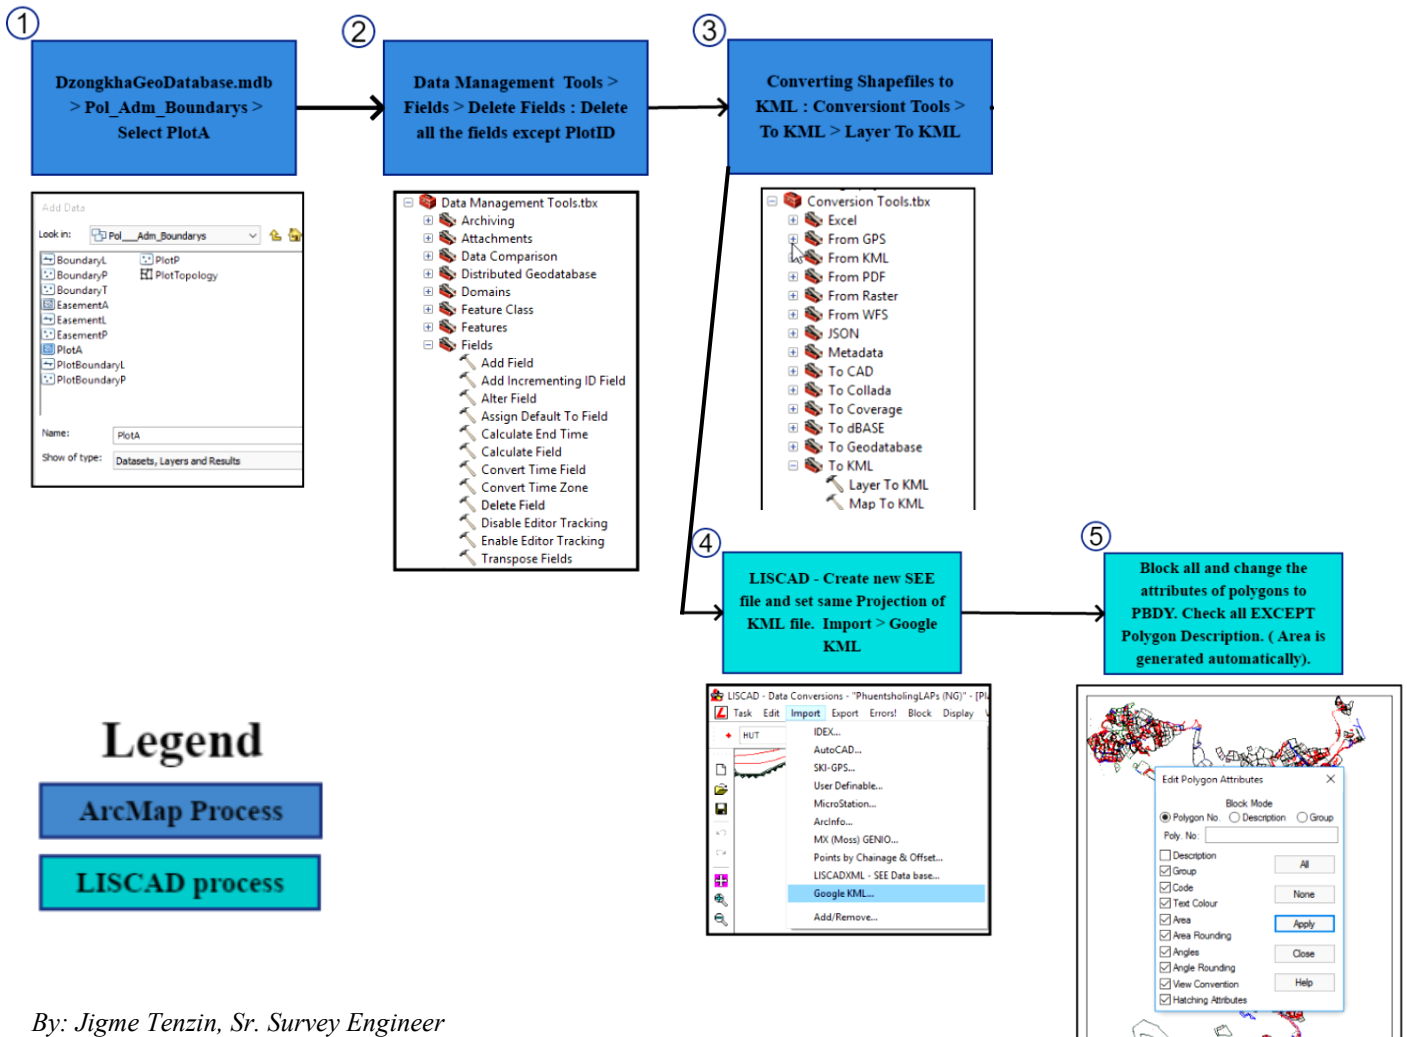 1
DzongkhaGeoDatabase.mdb
> Pol_Adm_Boundarys >
Select PlotA
2
Data Management Tools >
Fields > Delete Fields : Delete
all the fields except PlotID
3
Converting Shapefiles to
KML : Conversiont Tools >
To KML > Layer To KML
Add Data
Look in:
Pol___Adm_Boundarys
BoundaryL
BoundaryP
BoundaryT
EasementA
EasementL
EasementP
PlotA
PlotBoundaryL
PlotBoundaryP
PlotP
PlotTopology
Name:
PlotA
Show of type:
Datasets, Layers and Results
Data Management Tools.tbx
Archiving
Attachments
Data Comparison
Distributed Geodatabase
Domains
Feature Class
Features
Fields
Add Field
Add Incrementing ID Field
Alter Field
Assign Default To Field
Calculate End Time
Calculate Field
Convert Time Field
Convert Time Zone
Delete Field
Disable Editor Tracking
Enable Editor Tracking
Transpose Fields
Conversion Tools.tbx
Excel
From GPS
From KML
From PDF
From Raster
From WFS
JSON
Metadata
To CAD
To Collada
To Coverage
To dBASE
To Geodatabase
To KML
Layer To KML
Map To KML
4
LISCAD - Create new SEE
file and set same Projection of
KML file. Import > Google
KML
5
Block all and change the
attributes of polygons to
PBDY. Check all EXCEPT
Polygon Description. ( Area is
generated automatically).
LISCAD - Data Conversions - "PhuentsholingLAPs (NG)" - [Pl
Task Edit Import Export Errors! Block Display
HUT
IDEX...
AutoCAD...
SKI-GPS...
User Definable...
MicroStation...
ArcInfo...
MX (Moss) GENIO...
Points by Chainage & Offset...
LISCADXML - SEE Data base...
Google KML...
Add/Remove...
Edit Polygon Attributes
Block Mode
Polygon No. Description Group
Poly. No:
Description
Group
Code
Text Colour
Area
Area Rounding
Angles
Angle Rounding
View Convention
Hatching Attributes
All
None
Apply
Close
Help
Legend
ArcMap Process
LISCAD process
By: Jigme Tenzin, Sr. Survey Engineer